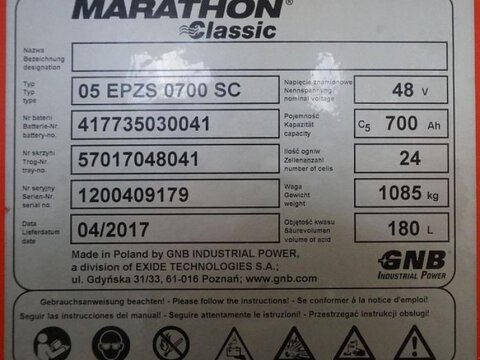 MARATHON®
Classic
Nazwa
Bezeichnung
designation
Typ
Typ
type
05 EPZS 0700 SC
Napięcie znamionowe
Nennspannung
nominal voltage
48 V
Nr baterii
Batterie-Nr.
battery-no.
417735030041
Pojemność
Kapazität
capacity
C5 700 Ah
Nr skrzyni
Trog-Nr.
tray-no.
57017048041
Ilość ogniw
Zellenanzahl
number of cells
24
Nr seryjny
Serien-Nr.
serial no.
1200409179
Waga
Gewicht
weight
1085 kg
Data
Lieferdatum
date
04/2017
Objętość kwasu
Säurevolumen
volume of acid
180 L
Made in Poland by GNB INDUSTRIAL POWER,
a division of EXIDE TECHNOLOGIES S.A.;
ul. Gdyńska 31/33, 61-016 Poznań; www.gnb.com
GNB
INDUSTRIAL POWER
Gebrauchsanweisung beachten! - Please follow the instructions! - Se conformer á la notice d'emploi!
Seguir las instrucciones del manual! - Seguire attentamente le istruzioni! - Przestrzegać instrukcji obsługi!